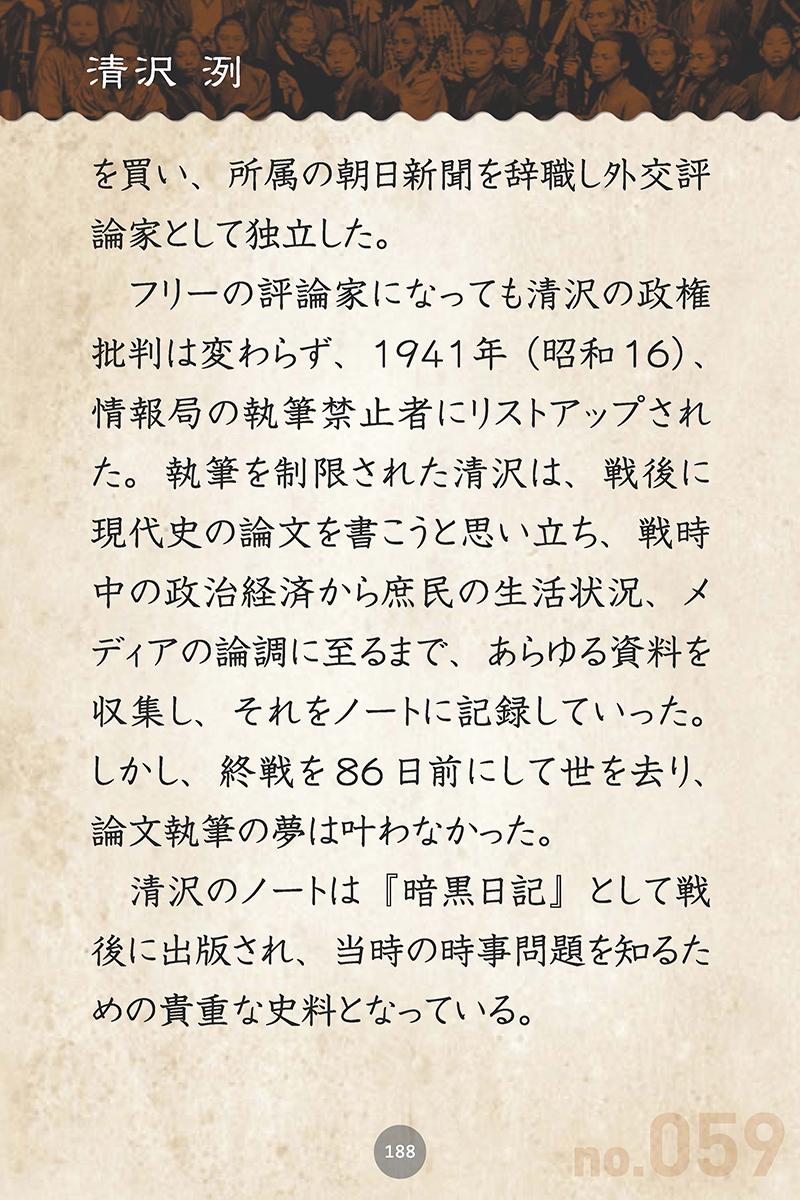 清沢 洌
を買い、所属の朝日新聞を辞職し外交評
論家として独立した。
フリーの評論家になっても清沢の政権
批判は変わらず、1941年（昭和16）、
情報局の執筆禁止者にリストアップされ
た。執筆を制限された清沢は、戦後に
現代史の論文を書こうと思い立ち、戦時
中の政治経済から庶民の生活状況、メ
ディアの論調に至るまで、あらゆる資料を
収集し、それをノートに記録していった。
しかし、終戦を86日前にして世を去り、
論文執筆の夢は叶わなかった。
清沢のノートは『暗黒日記』として戦
後に出版され、当時の時事問題を知るた
めの貴重な史料となっている。
188
no.059